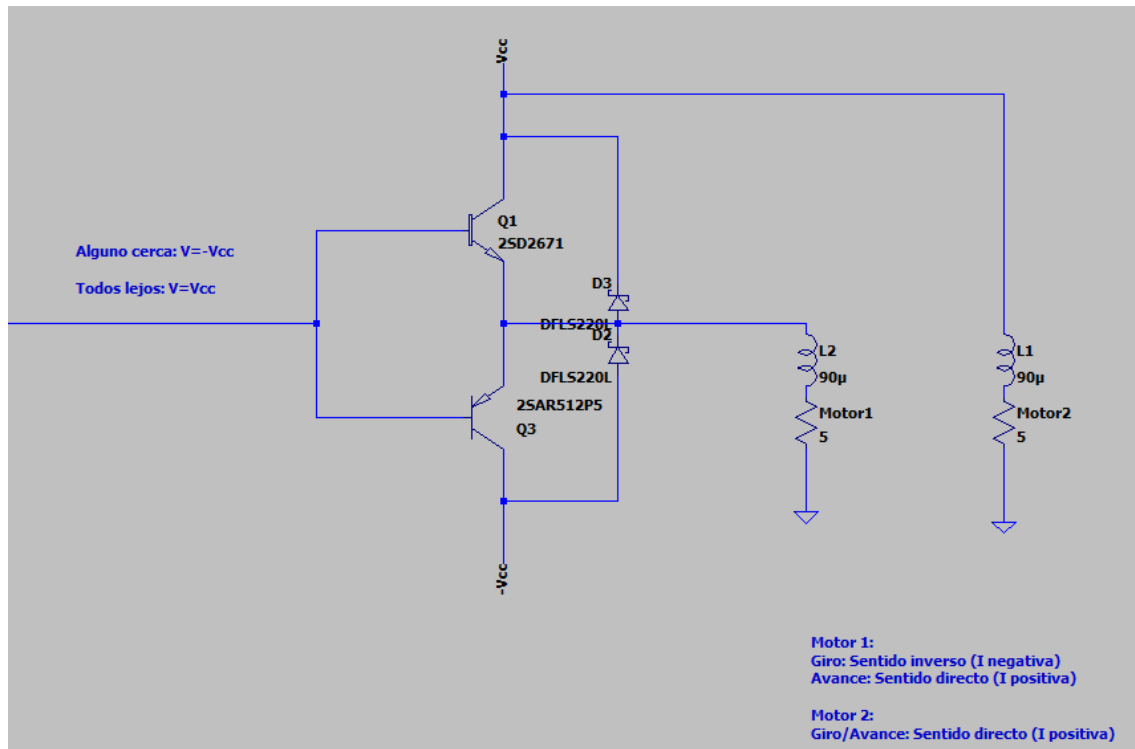 Vcc
Q1
2SD2671
Alguno cerca: V=-Vcc
Todos lejos: V=Vcc
D3
DFLS220L
D2
DFLS220L
2SAR512P5
Q3
L2
90µ
Motor1
5
L1
90µ
Motor2
5
-Vcc
Motor 1:
Giro: Sentido inverso (I negativa)
Avance: Sentido directo (I positiva)
Motor 2:
Giro/Avance: Sentido directo (I positiva)